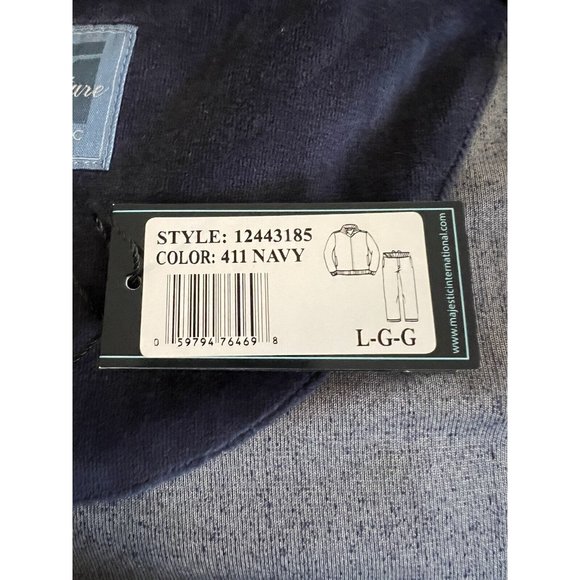 STYLE: 12443185
COLOR: 411 NAVY
0 59794 76469 8
L-G-G
www.majesticinternational.com